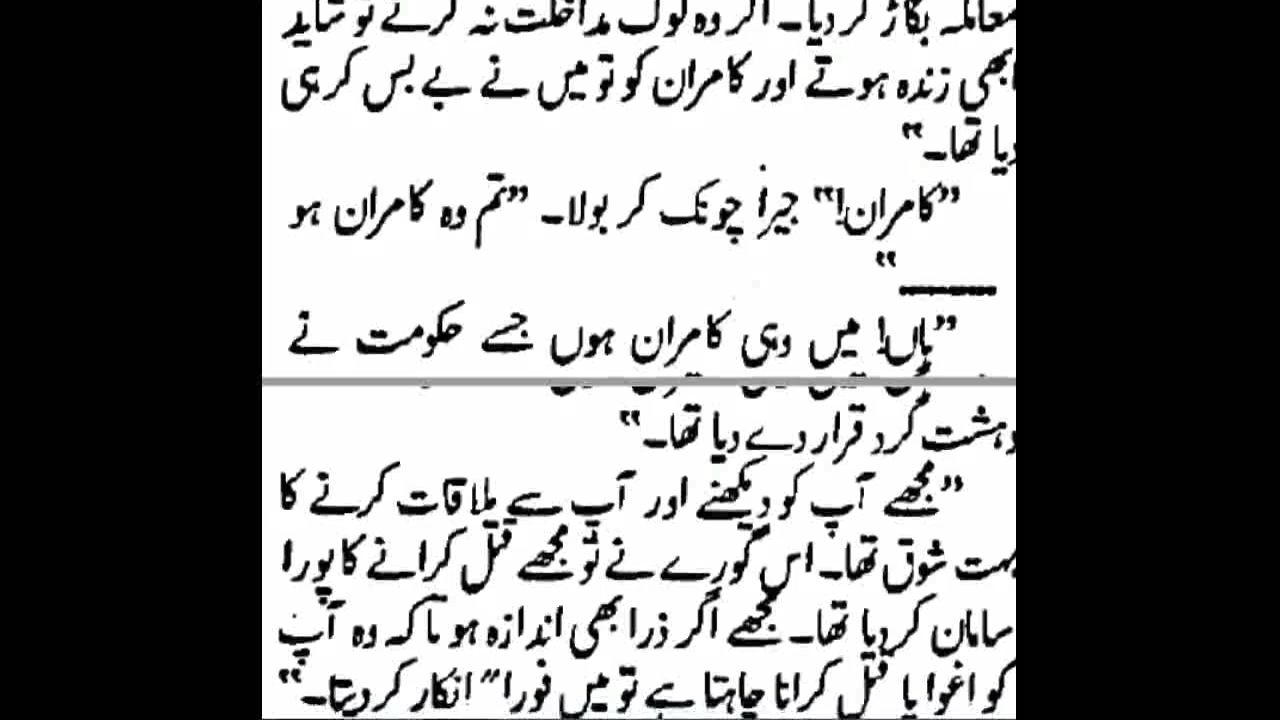 معاملہ بگاڑ کر دیا۔ اگر وہ لوگ مداخلت نہ کرتے تو شاید
ابھی زندہ ہوتے اور کامران کو تو میں نے بے بس کر ہی
دیا تھا۔“
”کامران!“ جیرا چونک کر بولا۔ ”تم وہ کامران ہو
____“
”ہاں! میں وہی کامران ہوں جسے حکومت نے
دہشت گرد قرار دے دیا تھا۔“
”مجھے آپ کو دیکھنے اور آپ سے ملاقات کرنے کا
بہت شوق تھا۔ اس گورے نے تو مجھے قتل کرانے کا پورا
سامان کر دیا تھا۔ مجھے اگر ذرا بھی اندازہ ہوتا کہ وہ آپ
کو اغوا یا قتل کرانا چاہتا ہے تو میں فورا" انکار کر دیتا۔“